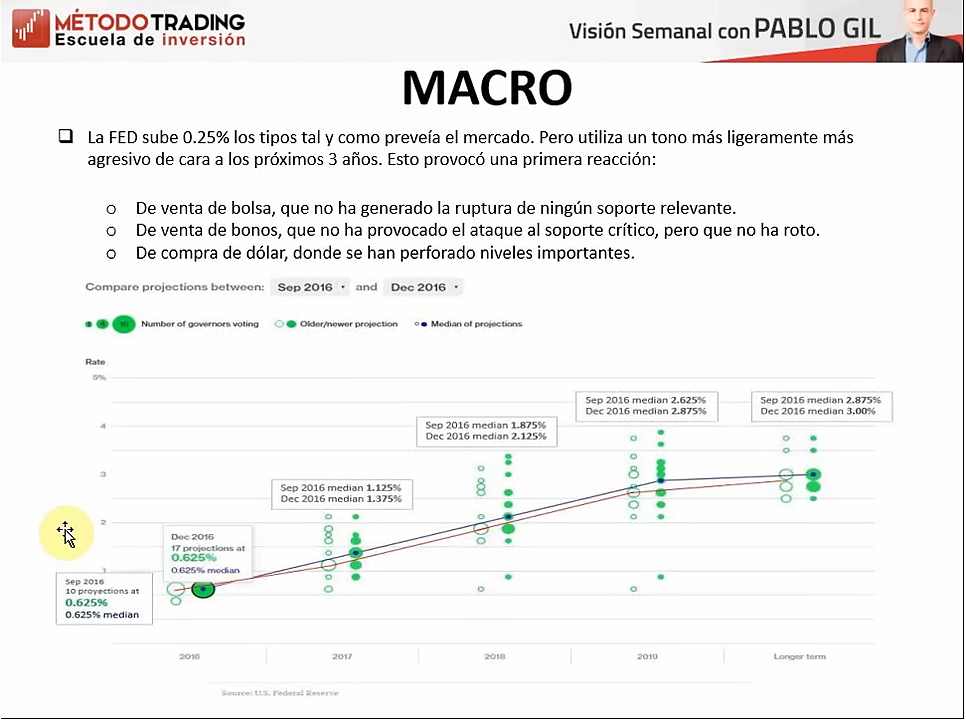 MÉTODOTRADING
Escuela de inversión
Visión Semanal con PABLO GIL
MACRO
La FED sube 0.25% los tipos tal y como preveía el mercado. Pero utiliza un tono más ligeramente más
agresivo de cara a los próximos 3 años. Esto provocó una primera reacción:
o De venta de bolsa, que no ha generado la ruptura de ningún soporte relevante.
o De venta de bonos, que no ha provocado el ataque al soporte crítico, pero que no ha roto.
o De compra de dólar, donde se han perforado niveles importantes.
Compare projections between: Sep 2016 and Dec 2016
Number of governors voting Older/newer projection Median of projections
Rate
5%
Sep 2016 median 2.625%
Dec 2016 median 2.875%
Sep 2016 median 2.875%
Dec 2016 median 3.00%
4
Sep 2016 median 1.875%
Dec 2016 median 2.125%
3
Sep 2016 median 1.125%
Dec 2016 median 1.375%
2
Dec 2016
17 projections at
0.625%
0.625% median
1
Sep 2016
10 projections at
0.625%
0.625% median
2016 2017 2018 2019 Longer term
Source: U.S. Federal Reserve